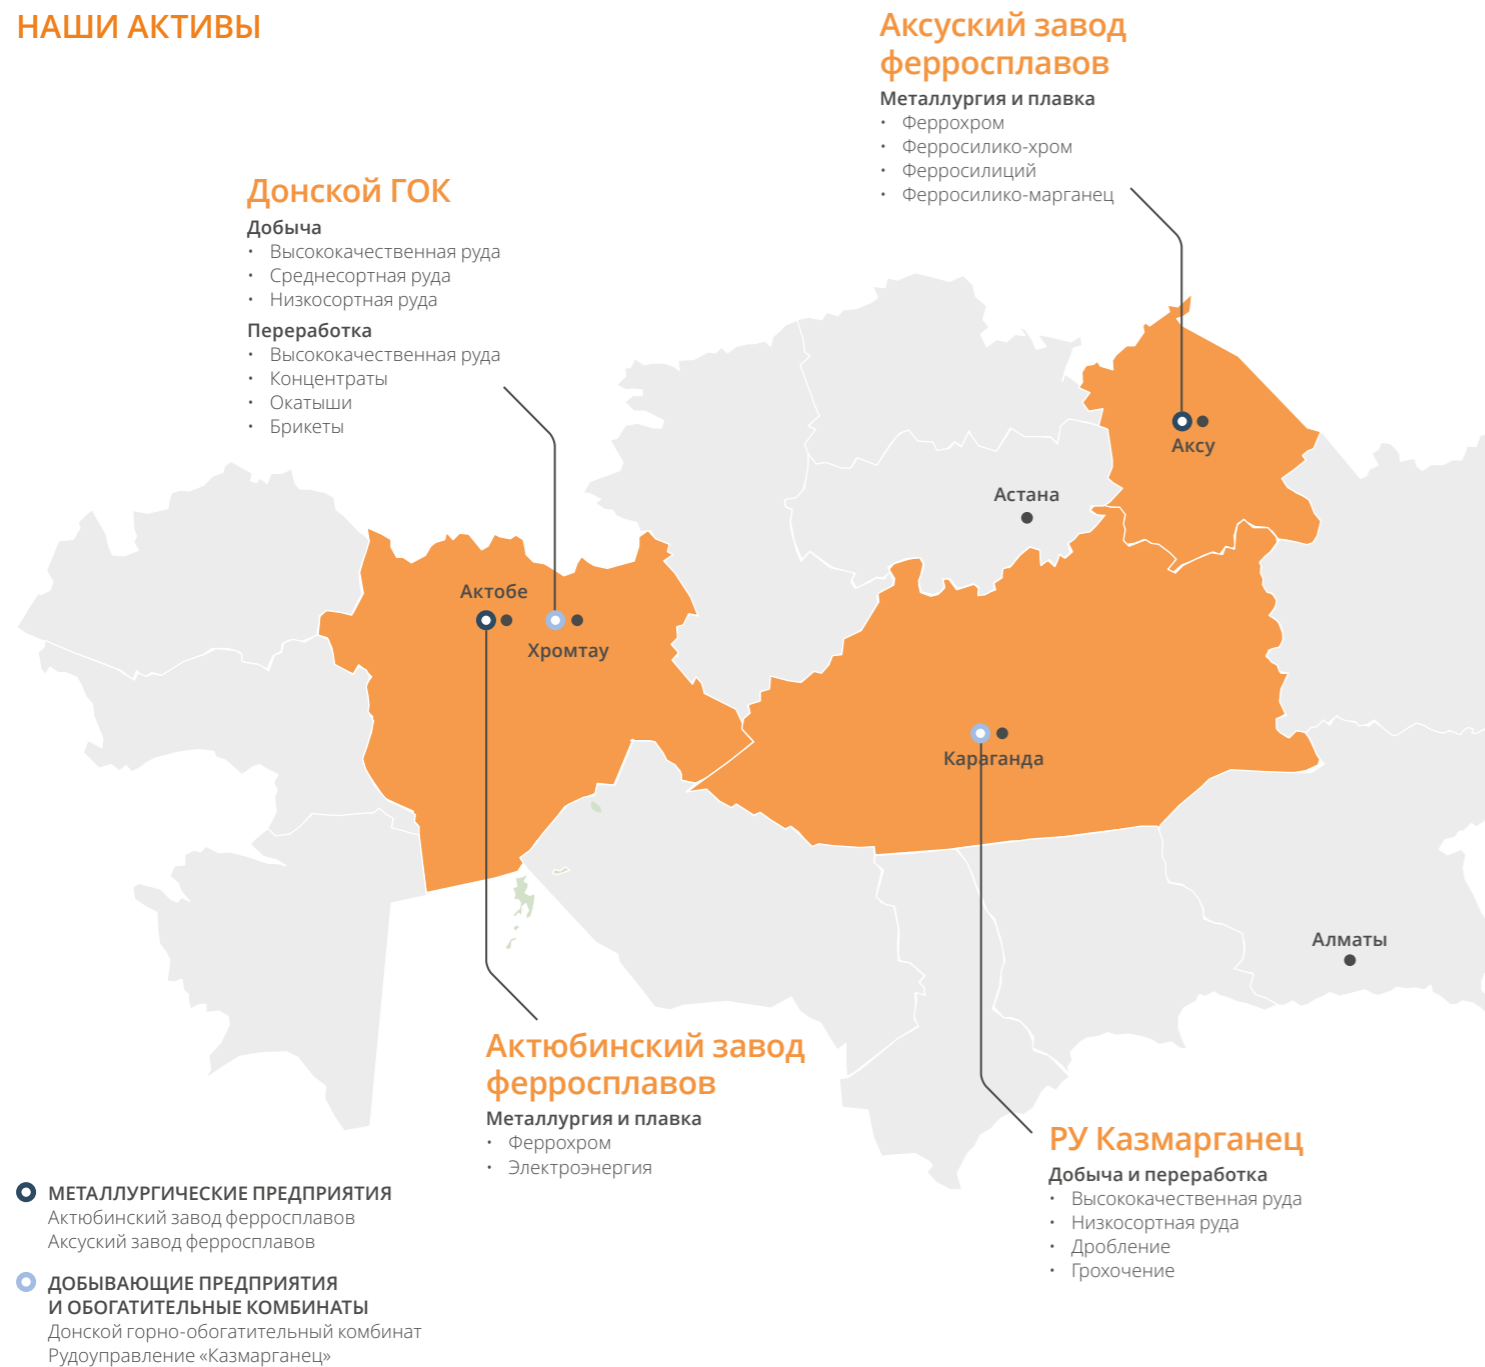 НАШИ АКТИВЫ
Аксуский завод
ферросплавов
Металлургия и плавка
• Феррохром
• Ферросилико-хром
• Ферросилиций
• Ферросилико-марганец
Донской ГОК
Добыча
• Высококачественная руда
• Среднесортная руда
• Низкосортная руда
Переработка
• Высококачественная руда
• Концентраты
• Окатыши
• Брикеты
Аксу
Астана
Актобе
Хромтау
Караганда
Алматы
Актюбинский завод
ферросплавов
Металлургия и плавка
• Феррохром
• Электроэнергия
РУ Казмарганец
Добыча и переработка
• Высококачественная руда
• Низкосортная руда
• Дробление
• Грохочение
МЕТАЛЛУРГИЧЕСКИЕ ПРЕДПРИЯТИЯ
Актюбинский завод ферросплавов
Аксуский завод ферросплавов
ДОБЫВАЮЩИЕ ПРЕДПРИЯТИЯ
И ОБОГАТИТЕЛЬНЫЕ КОМБИНАТЫ
Донской горно-обогатительный комбинат
Рудоуправление «Казмарганец»